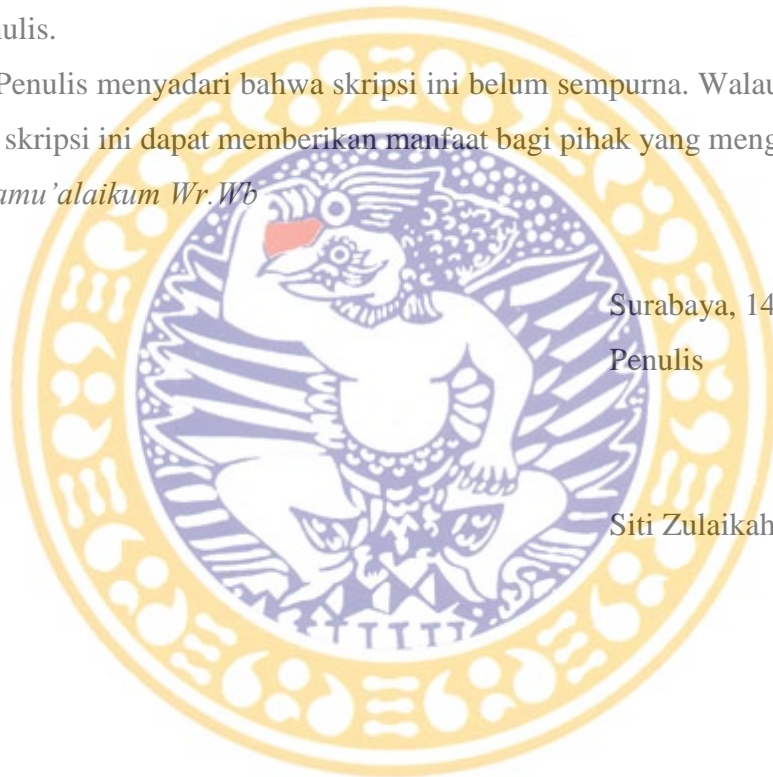 ulis.
Penulis menyadari bahwa skripsi ini belum sempurna. Walau
skripsi ini dapat memberikan manfaat bagi pihak yang meng
amu'alaikum Wr.Wb
Surabaya, 14
Penulis
Siti Zulaikah